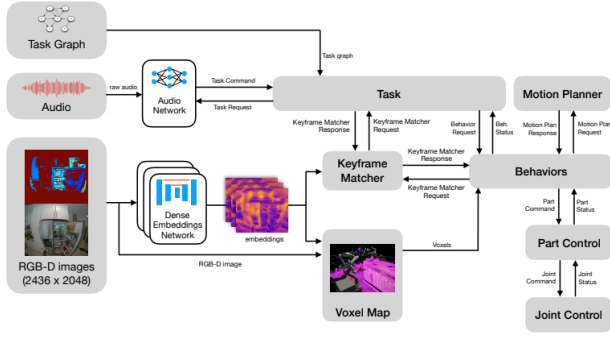 Task Graph
Task graph
Audio
raw audio
Audio
Network
Task Command
Task Request
Task
Motion Planner
Keyframe Matcher
Response
Keyframe Matcher
Request
Behavior
Request
Beh.
Status
Motion Plan
Response
Motion Plan
Request
Keyframe
Matcher
Keyframe Matcher
Response
Keyframe Matcher
Request
Behaviors
Dense
Embeddings
Network
embeddings
RGB-D image
Voxels
Part
Command
Part
Status
RGB-D images
(2436 x 2048)
Voxel Map
Part Control
Joint
Command
Joint
Status
Joint Control